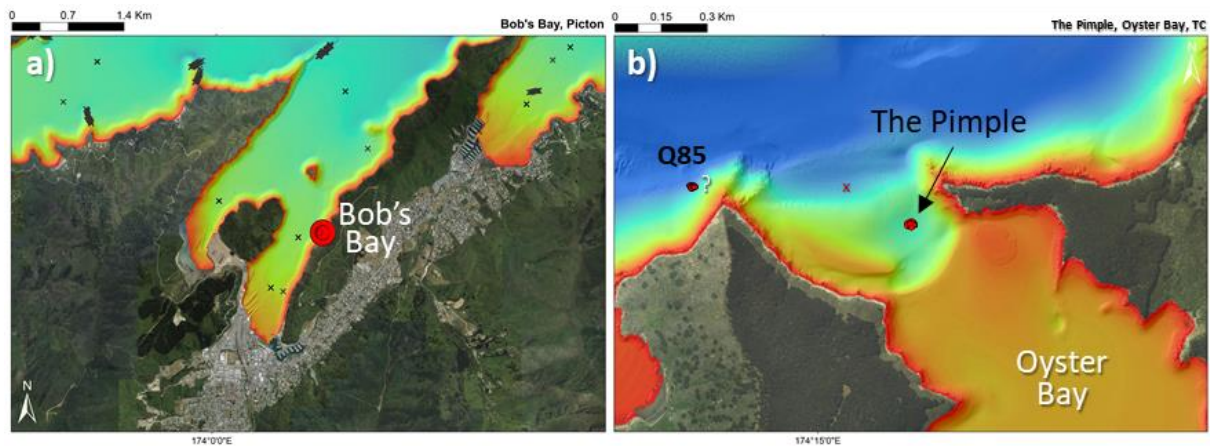 0 0.7 1.4 Km
Bob's Bay, Picton
a)
Bob's
Bay
N
174°0'0"E
0 0.15 0.3 Km
The Pimple, Oyster Bay, TC
b)
N
The Pimple
Q85
?
x
Oyster
Bay
174°15'0"E